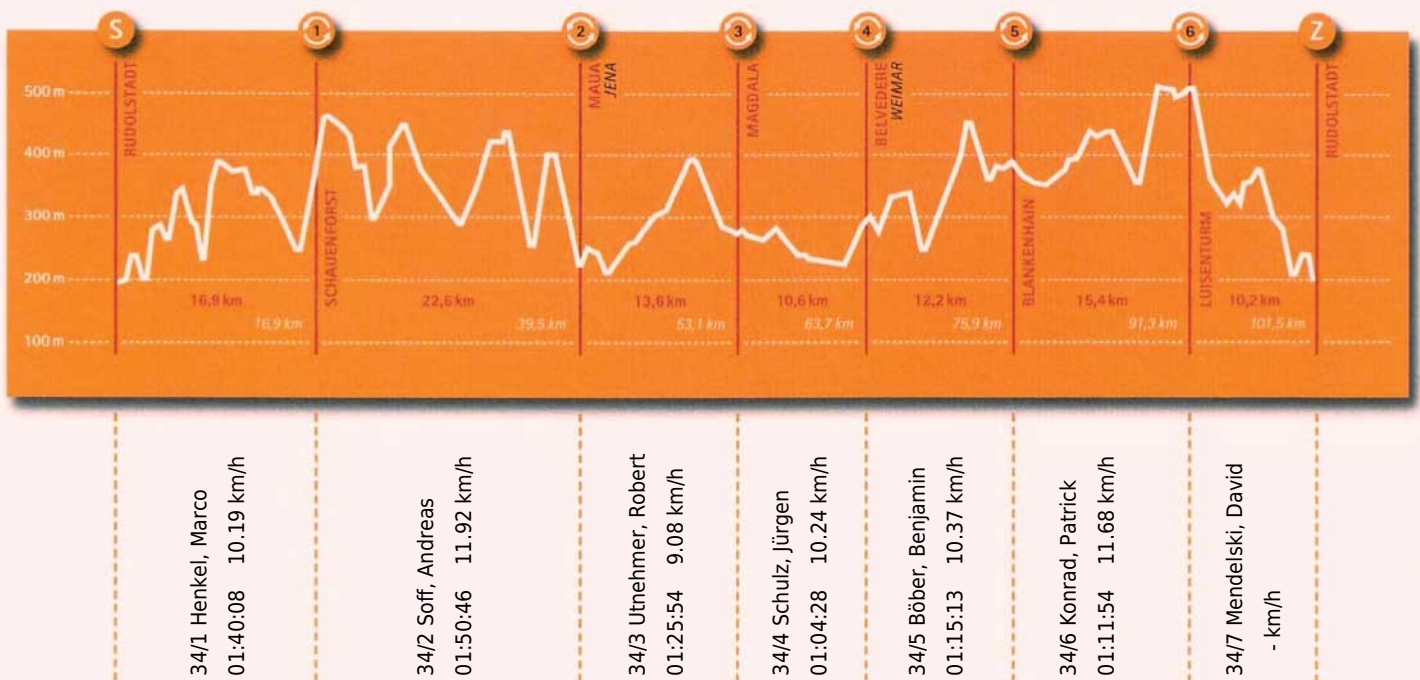 S
1
2
3
4
5
6
Z
500 m
400 m
300 m
200 m
100 m
RUDOLSTADT
SCHAUENFORST
MAUA
JENA
MAGDALA
BELVEDERE
WEIMAR
BLANKENHAIN
LUISENTURM
RUDOLSTADT
16,9 km
22,6 km
13,6 km
10,6 km
12,2 km
15,4 km
10,2 km
16,9 km
39,5 km
53,1 km
63,7 km
75,9 km
91,3 km
101,5 km
34/1 Henkel, Marco
01:40:08 10.19 km/h
34/2 Soff, Andreas
01:50:46 11.92 km/h
34/3 Utnehmer, Robert
01:25:54 9.08 km/h
34/4 Schulz, Jürgen
01:04:28 10.24 km/h
34/5 Böber, Benjamin
01:15:13 10.37 km/h
34/6 Konrad, Patrick
01:11:54 11.68 km/h
34/7 Mendelski, David
- km/h